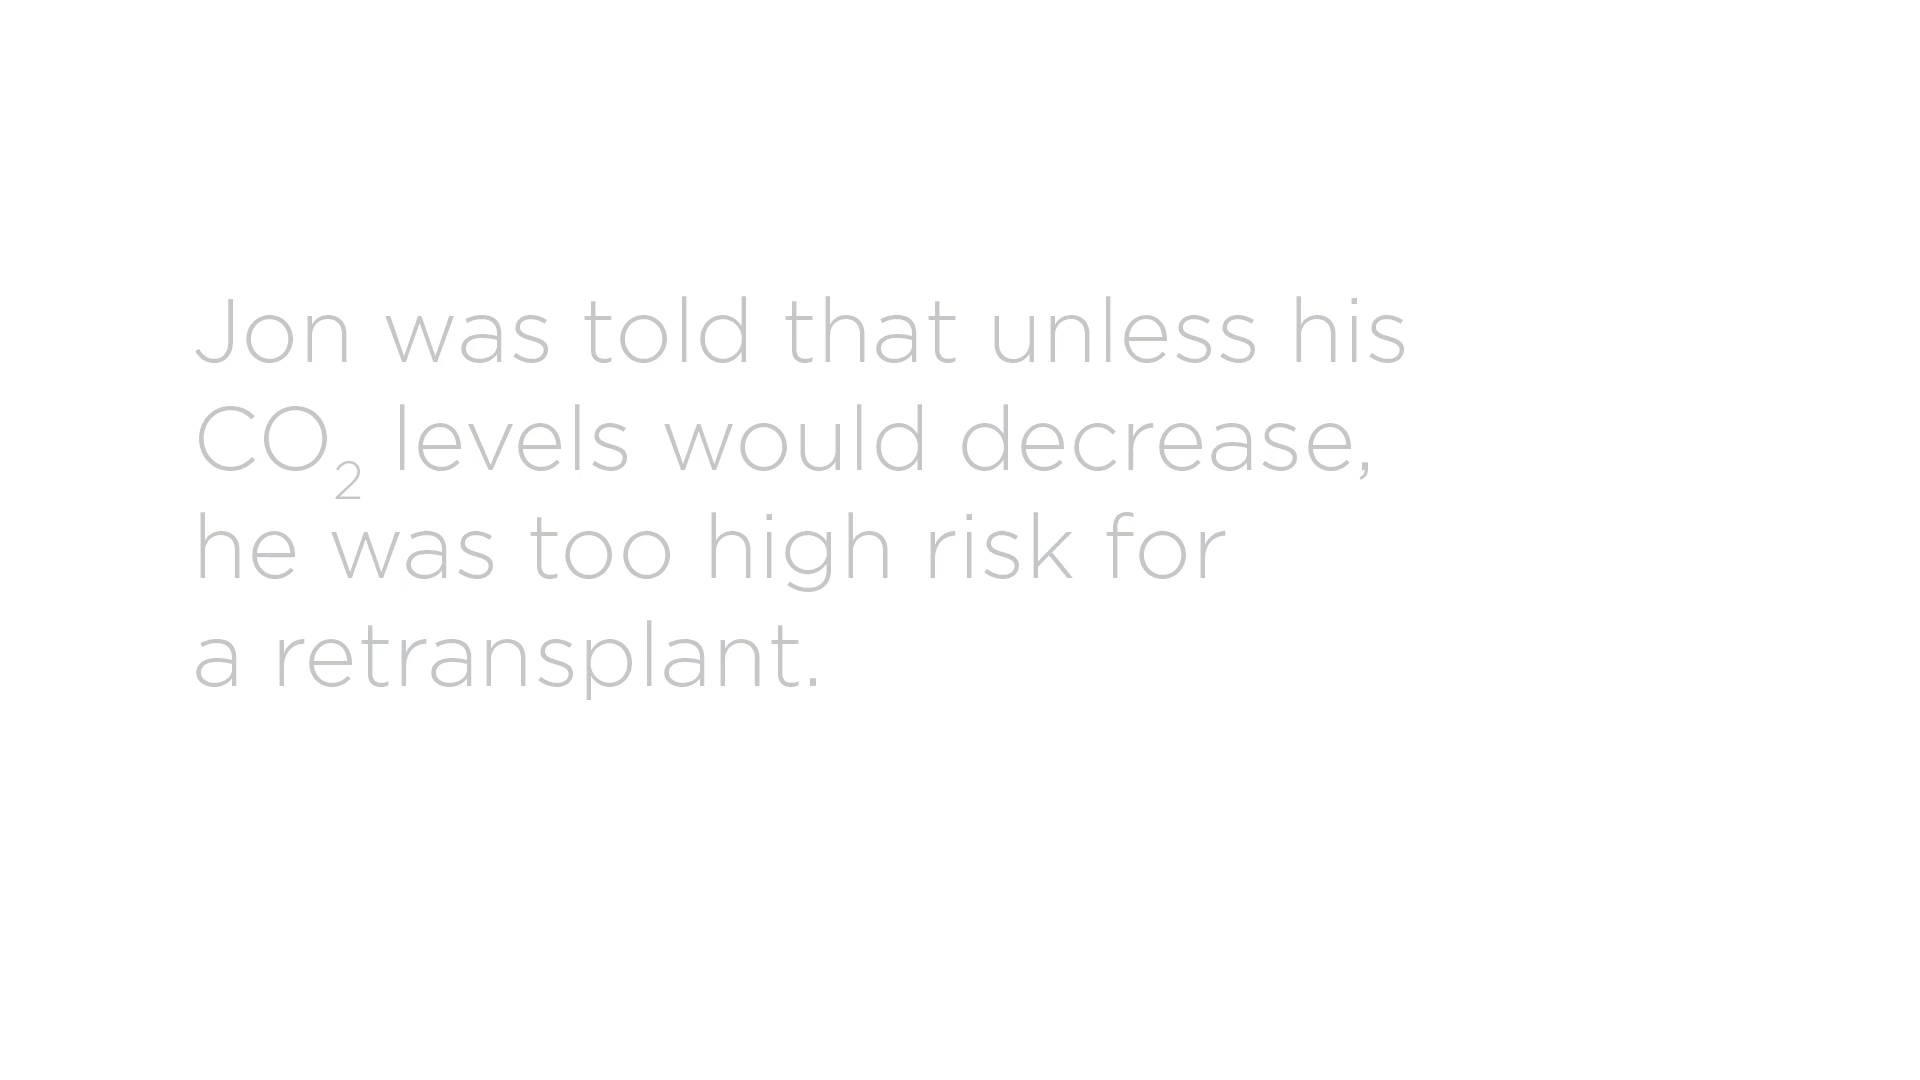 Jon was told that unless his
CO₂ levels would decrease,
he was too high risk for
a retransplant.